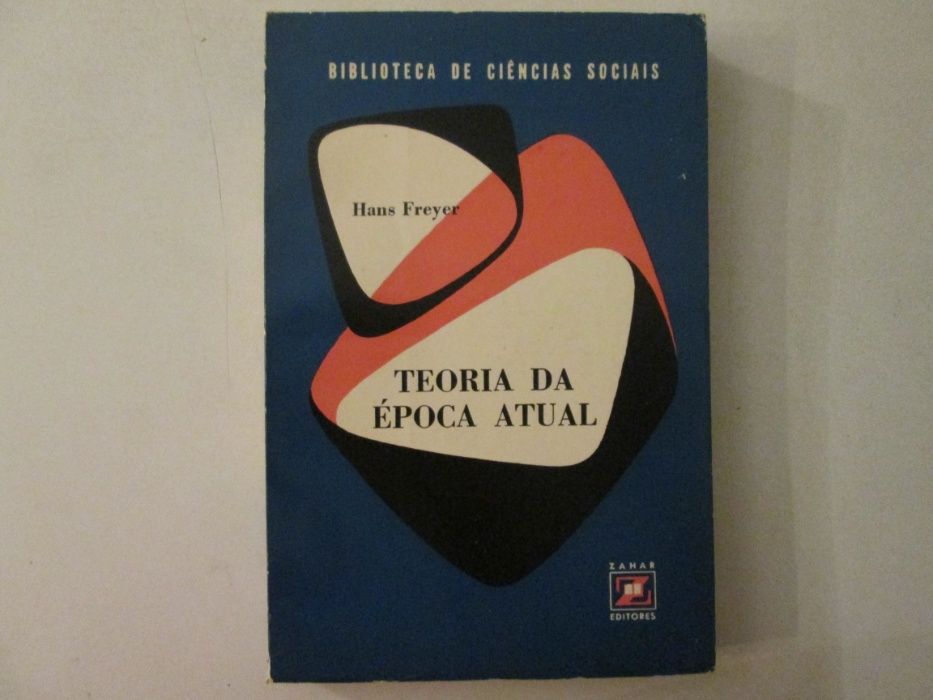 BIBLIOTECA DE CIÊNCIAS SOCIAIS
Hans Freyer
TEORIA DA
ÉPOCA ATUAL
ZAHAR
EDITORES